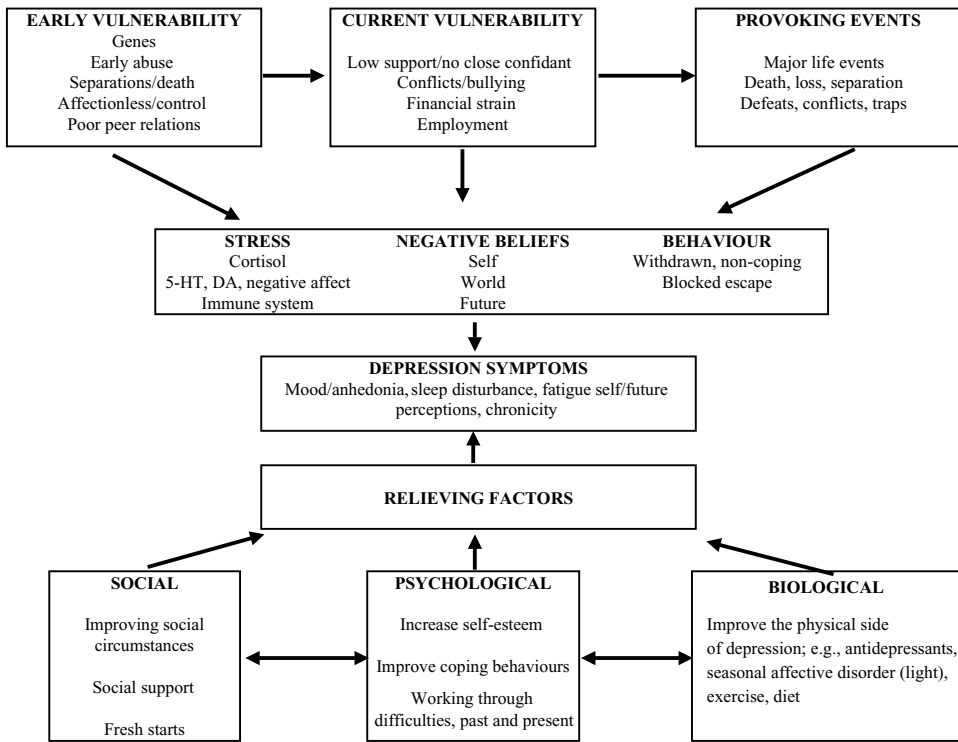 EARLY VULNERABILITY
Genes
Early abuse
Separations/death
Affectionless/control
Poor peer relations
CURRENT VULNERABILITY
Low support/no close confidant
Conflicts/bullying
Financial strain
Employment
PROVOKING EVENTS
Major life events
Death, loss, separation
Defeats, conflicts, traps
STRESS
Cortisol
5-HT, DA, negative affect
Immune system
NEGATIVE BELIEFS
Self
World
Future
BEHAVIOUR
Withdrawn, non-coping
Blocked escape
DEPRESSION SYMPTOMS
Mood/anhedonia, sleep disturbance, fatigue self/future
perceptions, chronicity
RELIEVING FACTORS
SOCIAL
Improving social
circumstances
Social support
Fresh starts
PSYCHOLOGICAL
Increase self-esteem
Improve coping behaviours
Working through
difficulties, past and present
BIOLOGICAL
Improve the physical side
of depression; e.g., antidepressants,
seasonal affective disorder (light),
exercise, diet